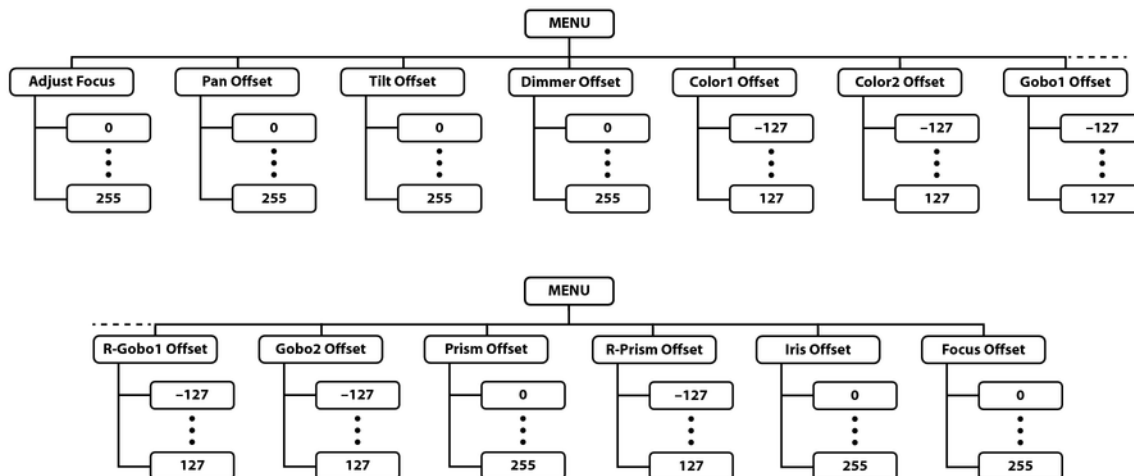 MENU
Adjust Focus Pan Offset Tilt Offset Dimmer Offset Color1 Offset Color2 Offset Gobo1 Offset
0 0 0 0 –127 –127 –127
255 255 255 255 127 127 127
MENU
R-Gobo1 Offset Gobo2 Offset Prism Offset R-Prism Offset Iris Offset Focus Offset
–127 –127 0 –127 0 0
127 127 255 127 255 255